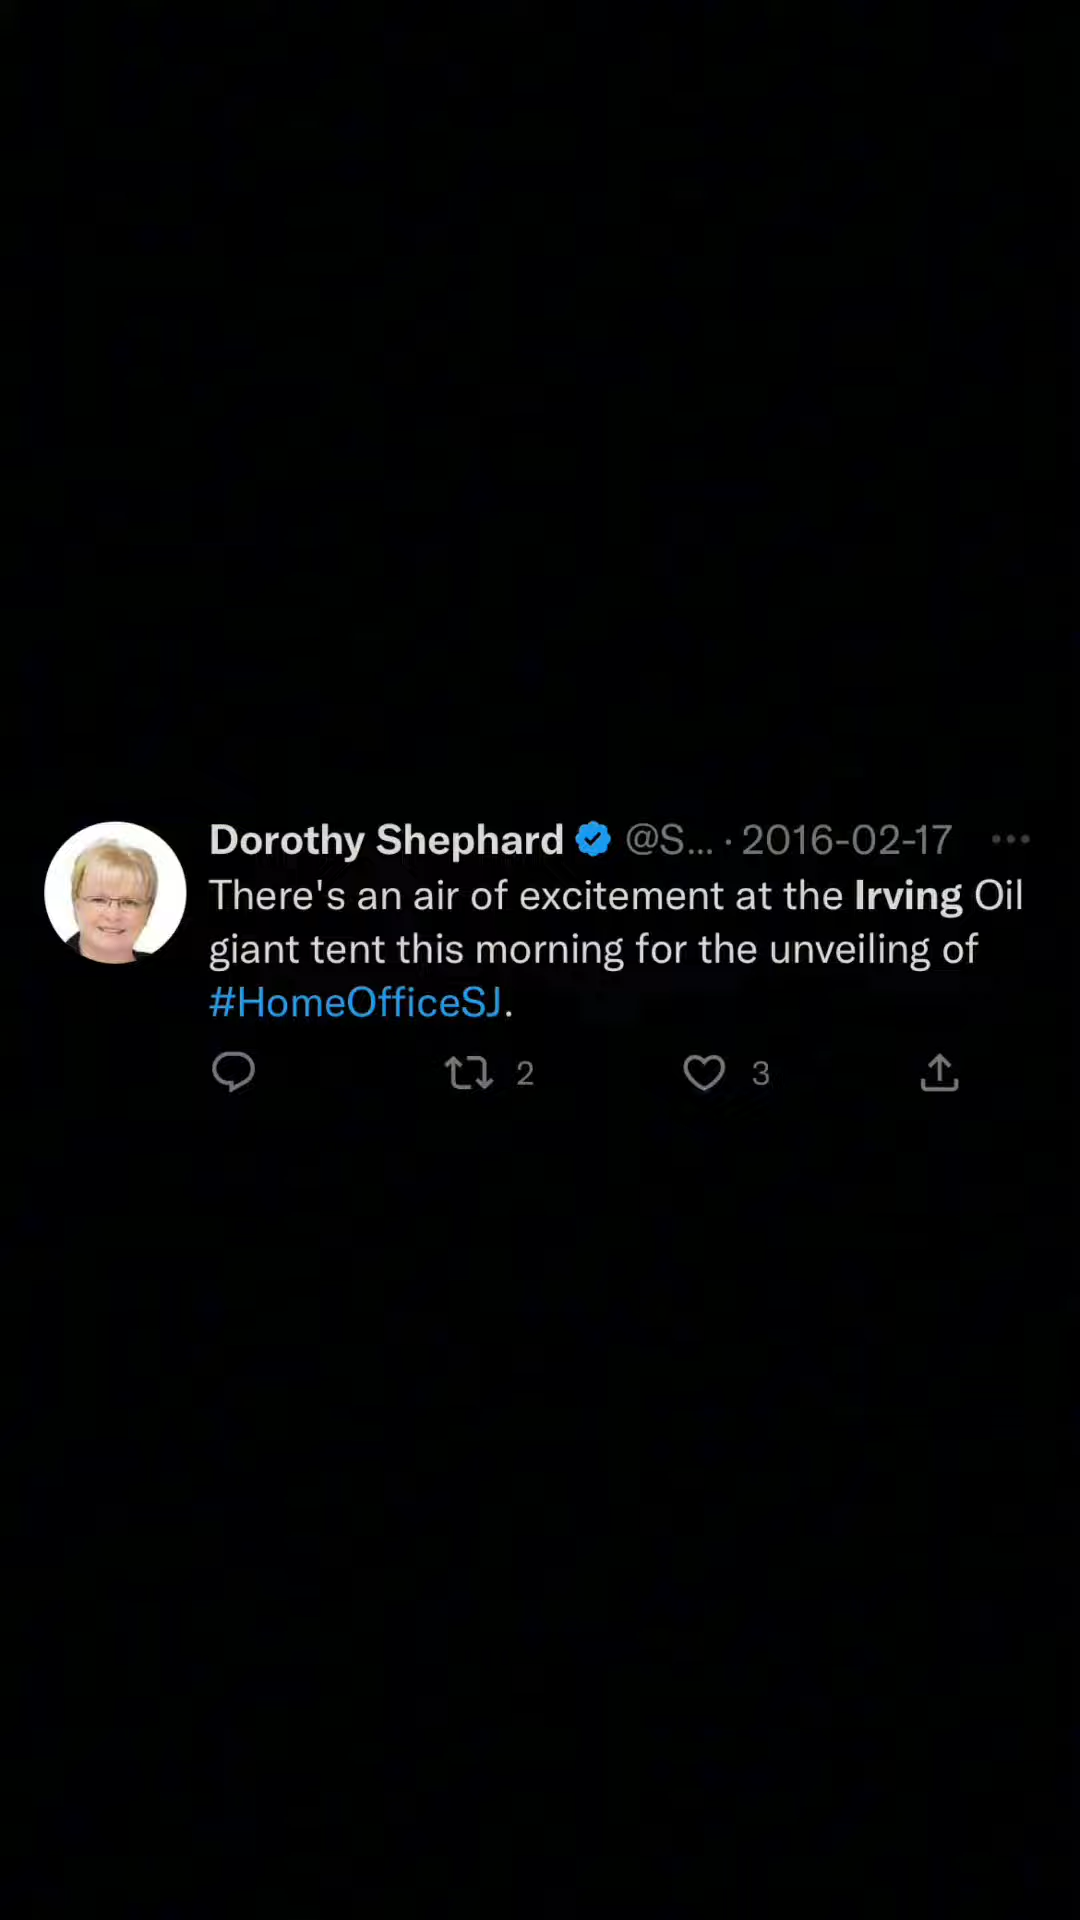 Dorothy Shephard @S... · 2016-02-17
There's an air of excitement at the Irving Oil
giant tent this morning for the unveiling of
#HomeOfficeSJ.
2 3